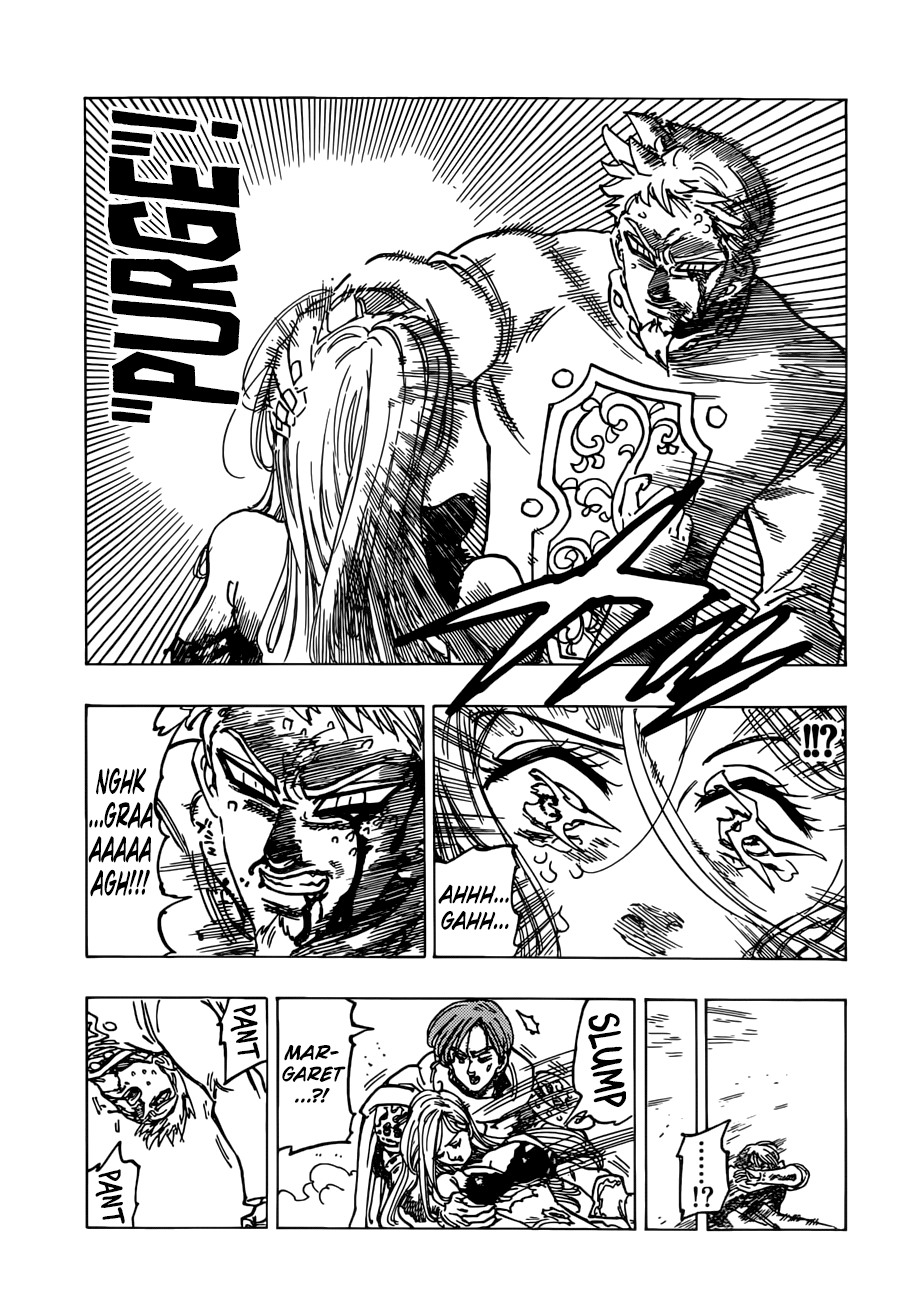 "PURGE"!
!!?
AHHH...
GAHH...
NGHK
...GRAA
AAAAA
AGH!!!
......!?
SLUMP
MAR-
GARET
...?!
PANT
PANT